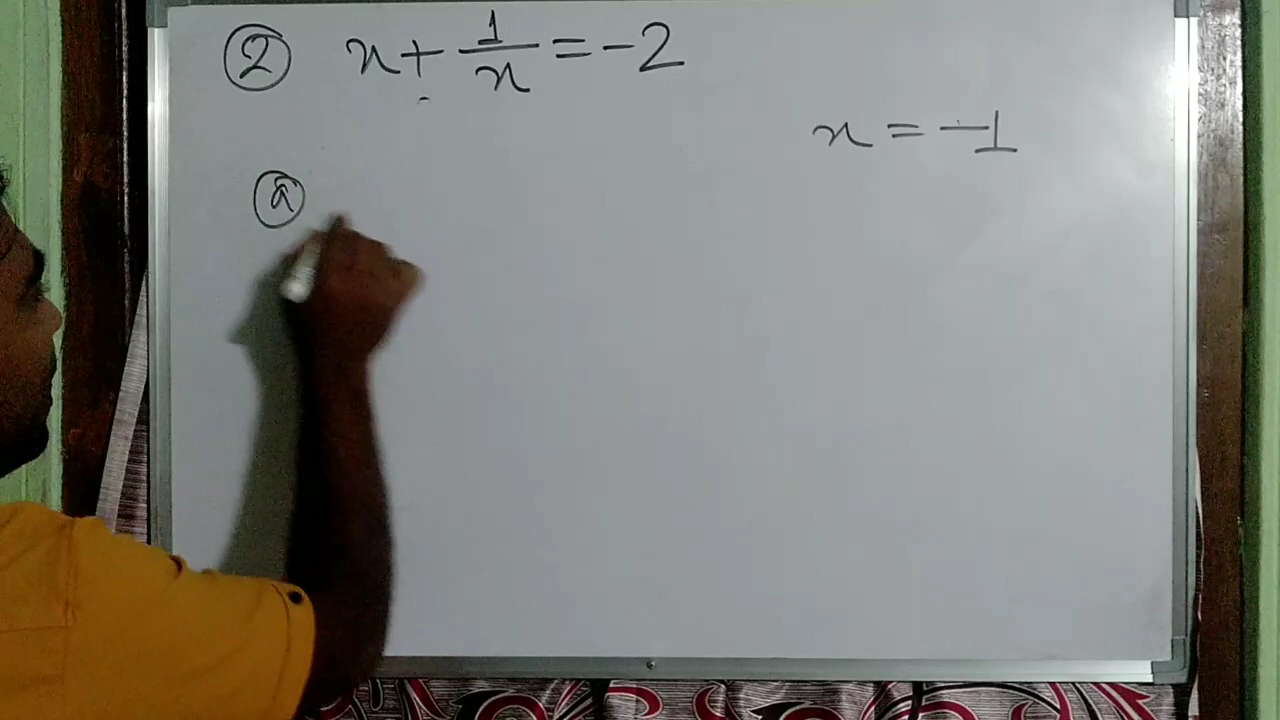 ② x + 1/x = -2
x = -1
ⓐ